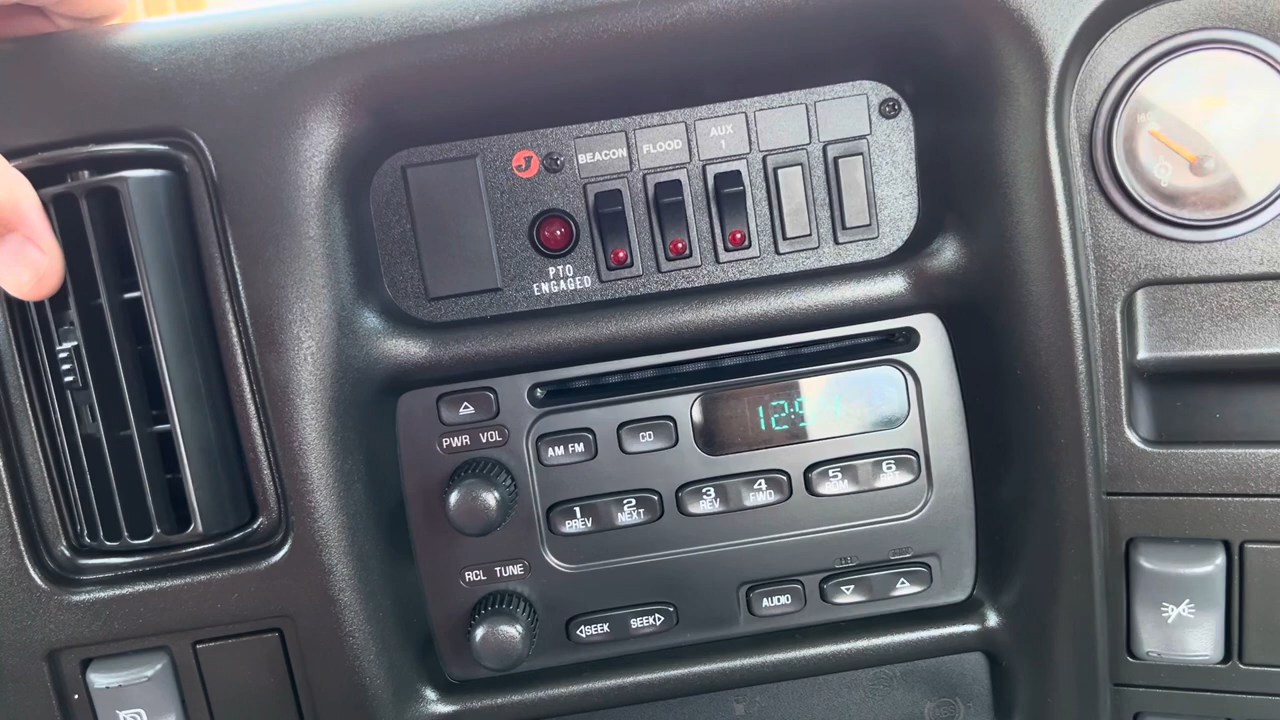 J
BEACON
FLOOD
AUX
1
PTO
ENGAGED
PWR VOL
AM FM
CD
1
PREV
2
NEXT
3
REV
4
FWD
5
6
RCL TUNE
◁SEEK SEEK▷
AUDIO